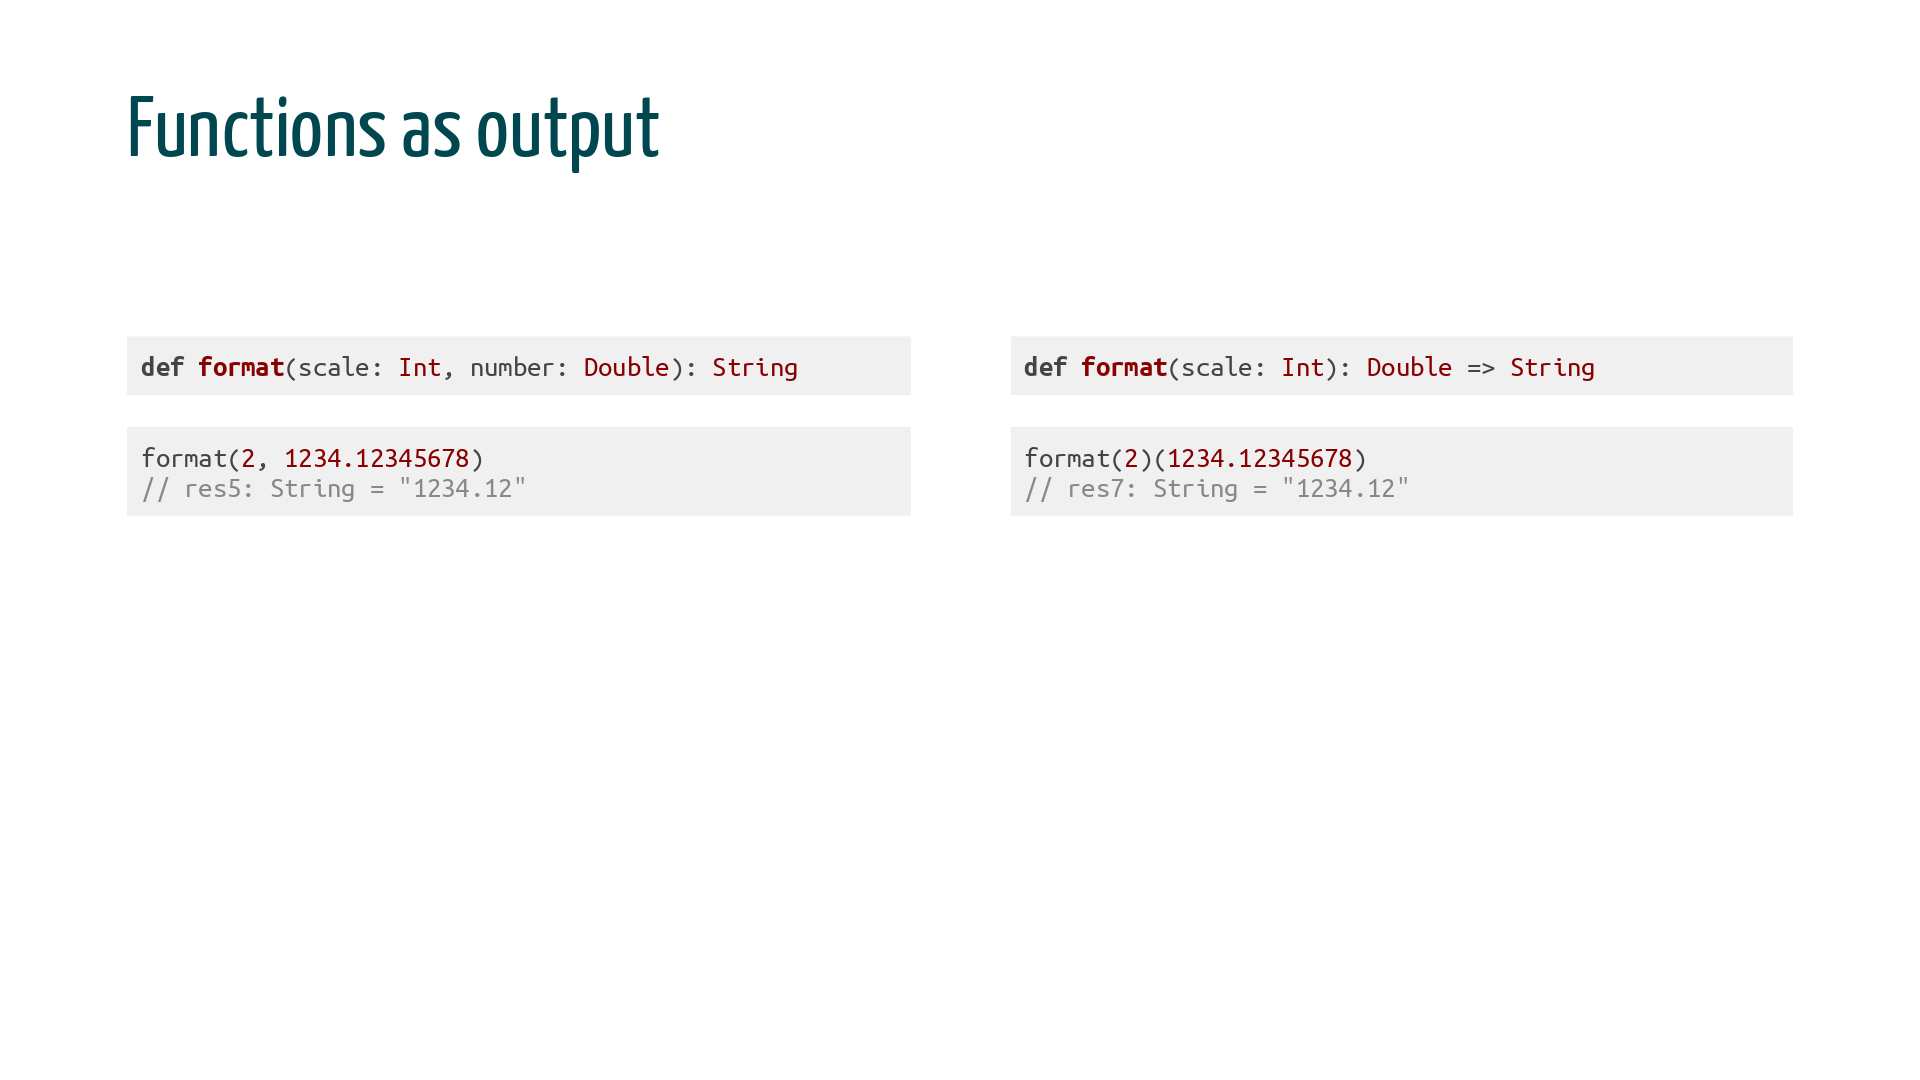 Functions as output
def format(scale: Int, number: Double): String
format(2, 1234.12345678)
// res5: String = "1234.12"
def format(scale: Int): Double => String
format(2)(1234.12345678)
// res7: String = "1234.12"